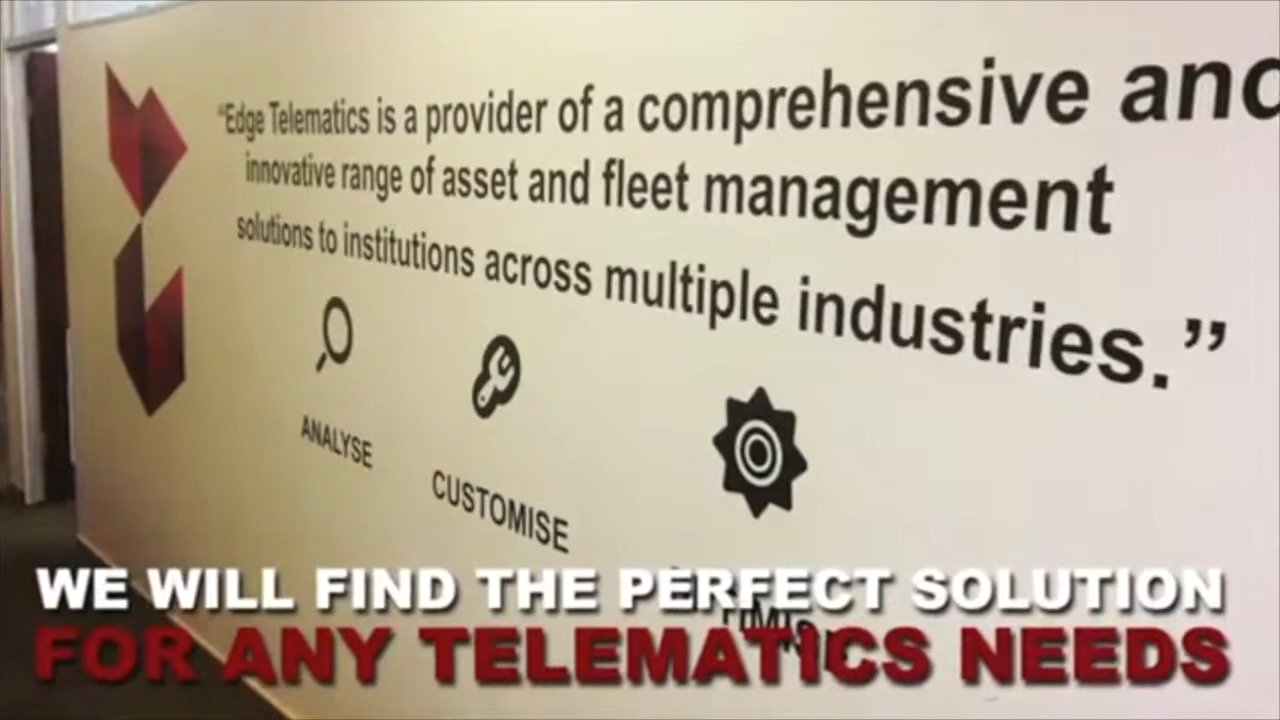 “Edge Telematics is a provider of a comprehensive and
innovative range of asset and fleet management
solutions to institutions across multiple industries.”
ANALYSE
CUSTOMISE
WE WILL FIND THE PERFECT SOLUTION
FOR ANY TELEMATICS NEEDS